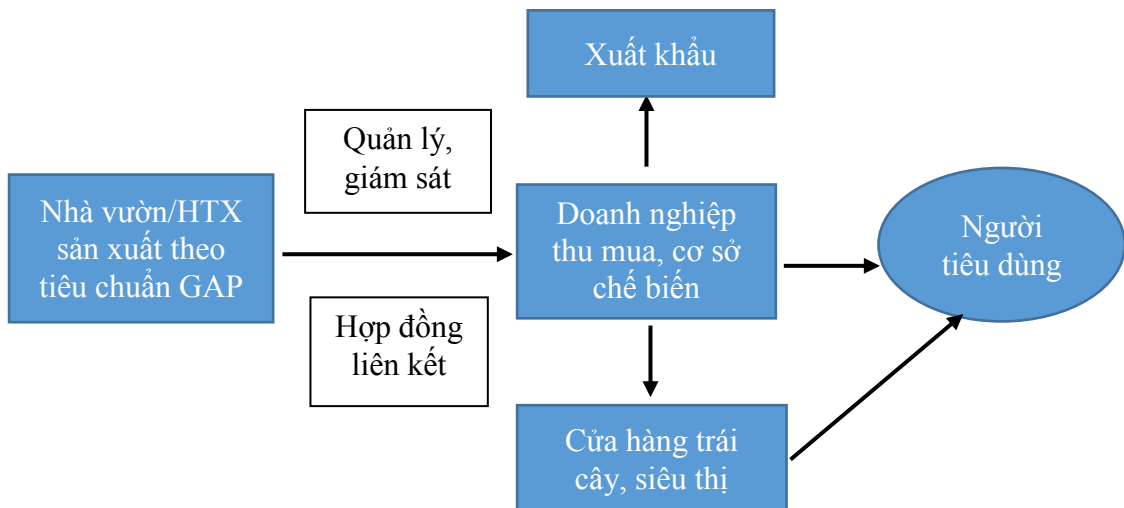 Xuất khẩu
Quản lý,
giám sát
Nhà vườn/HTX
sản xuất theo
tiêu chuẩn GAP
Doanh nghiệp
thu mua, cơ sở
chế biến
Người
tiêu dùng
Hợp đồng
liên kết
Cửa hàng trái
cây, siêu thị